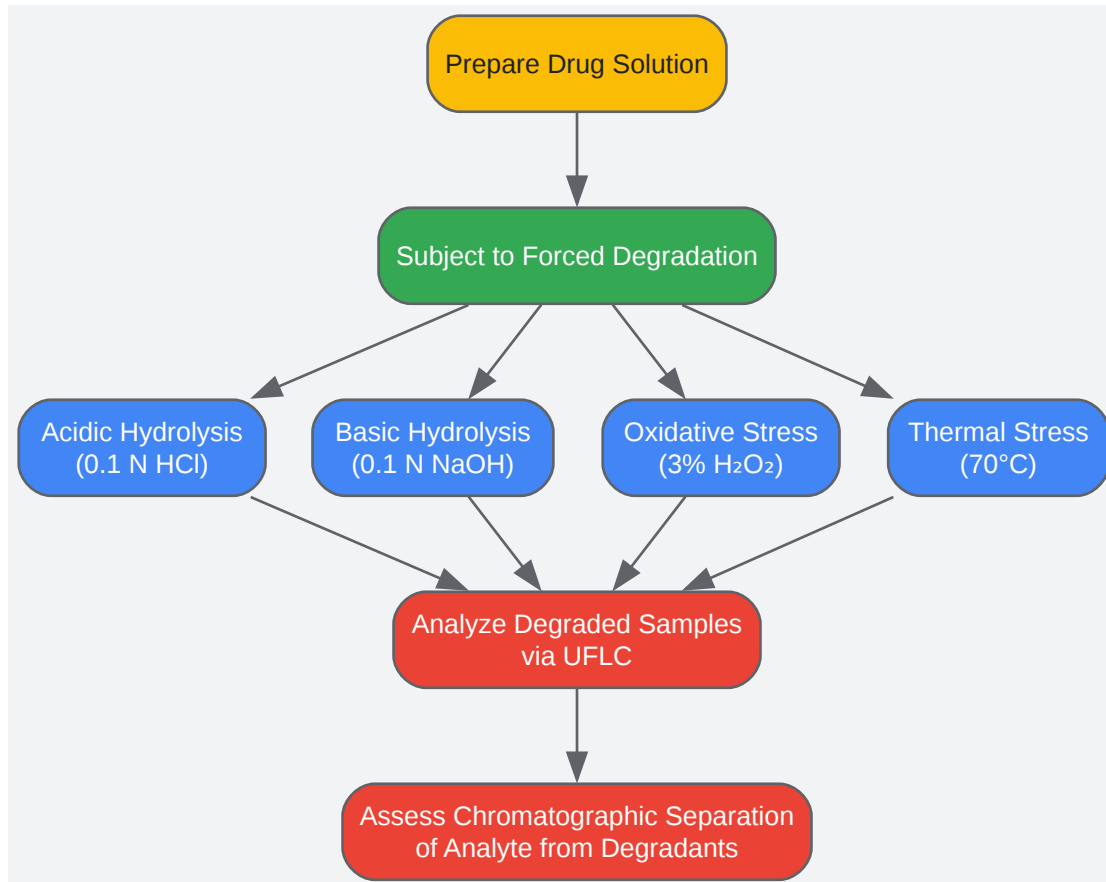 Prepare Drug Solution
Subject to Forced Degradation
Acidic Hydrolysis
(0.1 N HCl)
Basic Hydrolysis
(0.1 N NaOH)
Oxidative Stress
(3% H₂O₂)
Thermal Stress
(70°C)
Analyze Degraded Samples
via UFLC
Assess Chromatographic Separation
of Analyte from Degradants